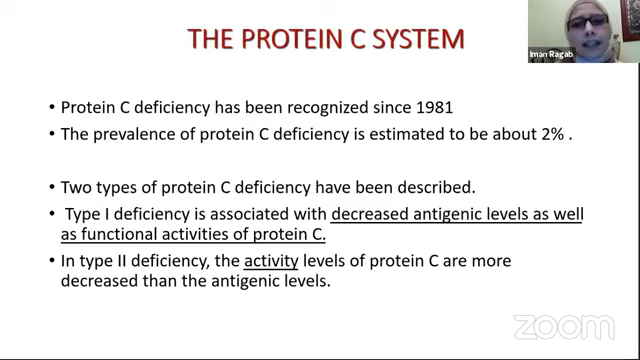 THE PROTEIN C SYSTEM
Iman Ragab
• Protein C deficiency has been recognized since 1981
• The prevalence of protein C deficiency is estimated to be about 2% .
• Two types of protein C deficiency have been described.
• Type I deficiency is associated with decreased antigenic levels as well
as functional activities of protein C.
• In type II deficiency, the activity levels of protein C are more
decreased than the antigenic levels.
zoom